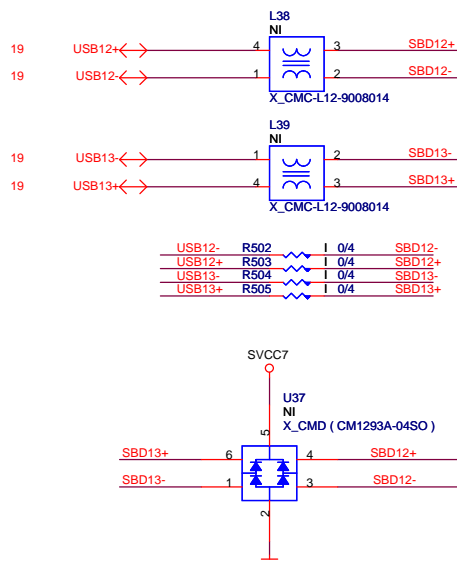 L38
NI
19 USB12+ 4 3 SBD12+
19 USB12- 1 2 SBD12-
X_CMC-L12-9008014
L39
NI
19 USB13- 1 2 SBD13-
19 USB13+ 4 3 SBD13+
X_CMC-L12-9008014
USB12- R502 I 0/4 SBD12-
USB12+ R503 I 0/4 SBD12+
USB13- R504 I 0/4 SBD13-
USB13+ R505 I 0/4 SBD13+
SVCC7
U37
NI
X_CMD ( CM1293A-04SO )
5
SBD13+ 6 4 SBD12+
SBD13- 1 3 SBD12-
2